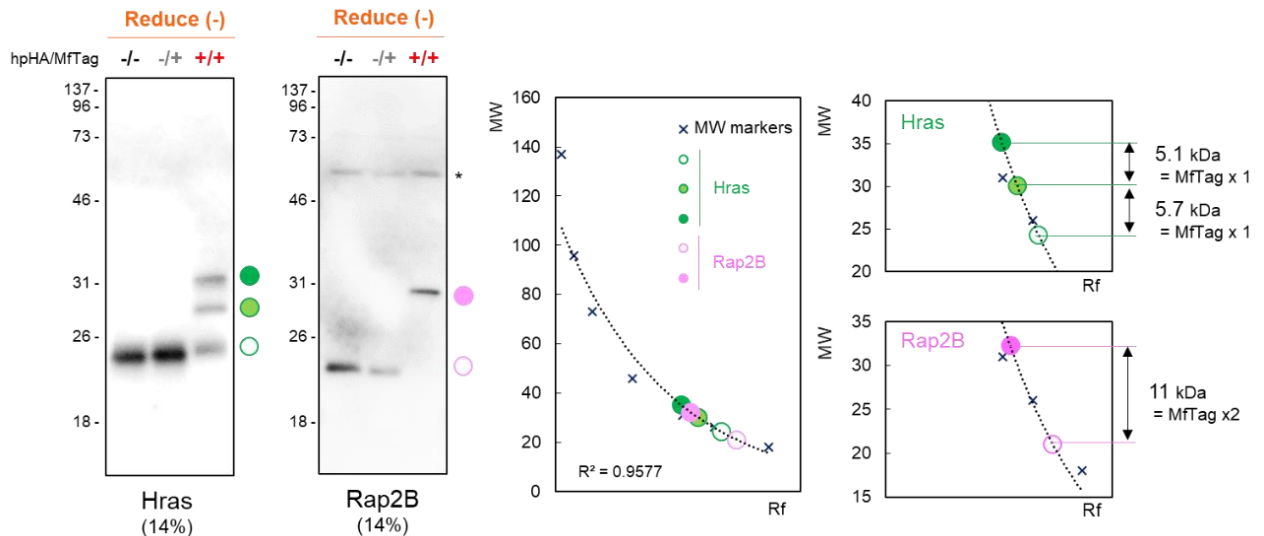 Reduce (-)
hpHA/MfTag -/- -/+ +/+
137 -
96 -
73 -
46 -
31 -
26 -
18 -
Hras
(14%)
Reduce (-)
-/- -/+ +/+
137 -
96 -
73 -
46 -
31 -
26 -
18 -
*
Rap2B
(14%)
MW
160
140
120
100
80
60
40
20
0
MW markers
Hras
Rap2B
R² = 0.9577
Rf
MW
40
35
30
25
20
Hras
Rf
5.1 kDa
= MfTag x 1
5.7 kDa
= MfTag x 1
MW
35
30
25
20
15
Rap2B
Rf
11 kDa
= MfTag x2